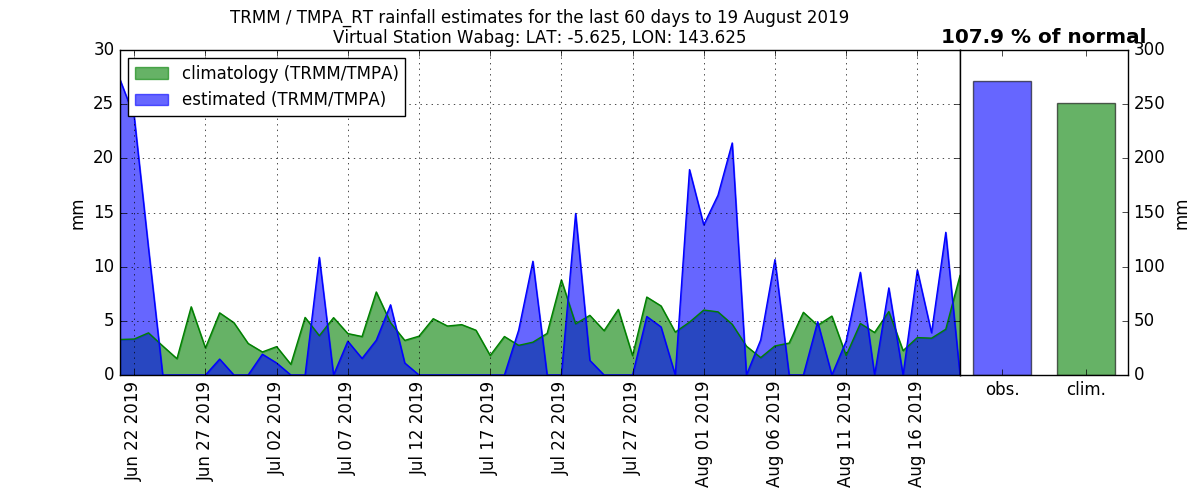 TRMM / TMPA_RT rainfall estimates for the last 60 days to 19 August 2019
Virtual Station Wabag: LAT: -5.625, LON: 143.625
107.9 % of normal
climatology (TRMM/TMPA)
estimated (TRMM/TMPA)
30
25
20
15
10
5
0
mm
300
250
200
150
100
50
0
mm
Jun 22 2019
Jun 27 2019
Jul 02 2019
Jul 07 2019
Jul 12 2019
Jul 17 2019
Jul 22 2019
Jul 27 2019
Aug 01 2019
Aug 06 2019
Aug 11 2019
Aug 16 2019
obs.
clim.